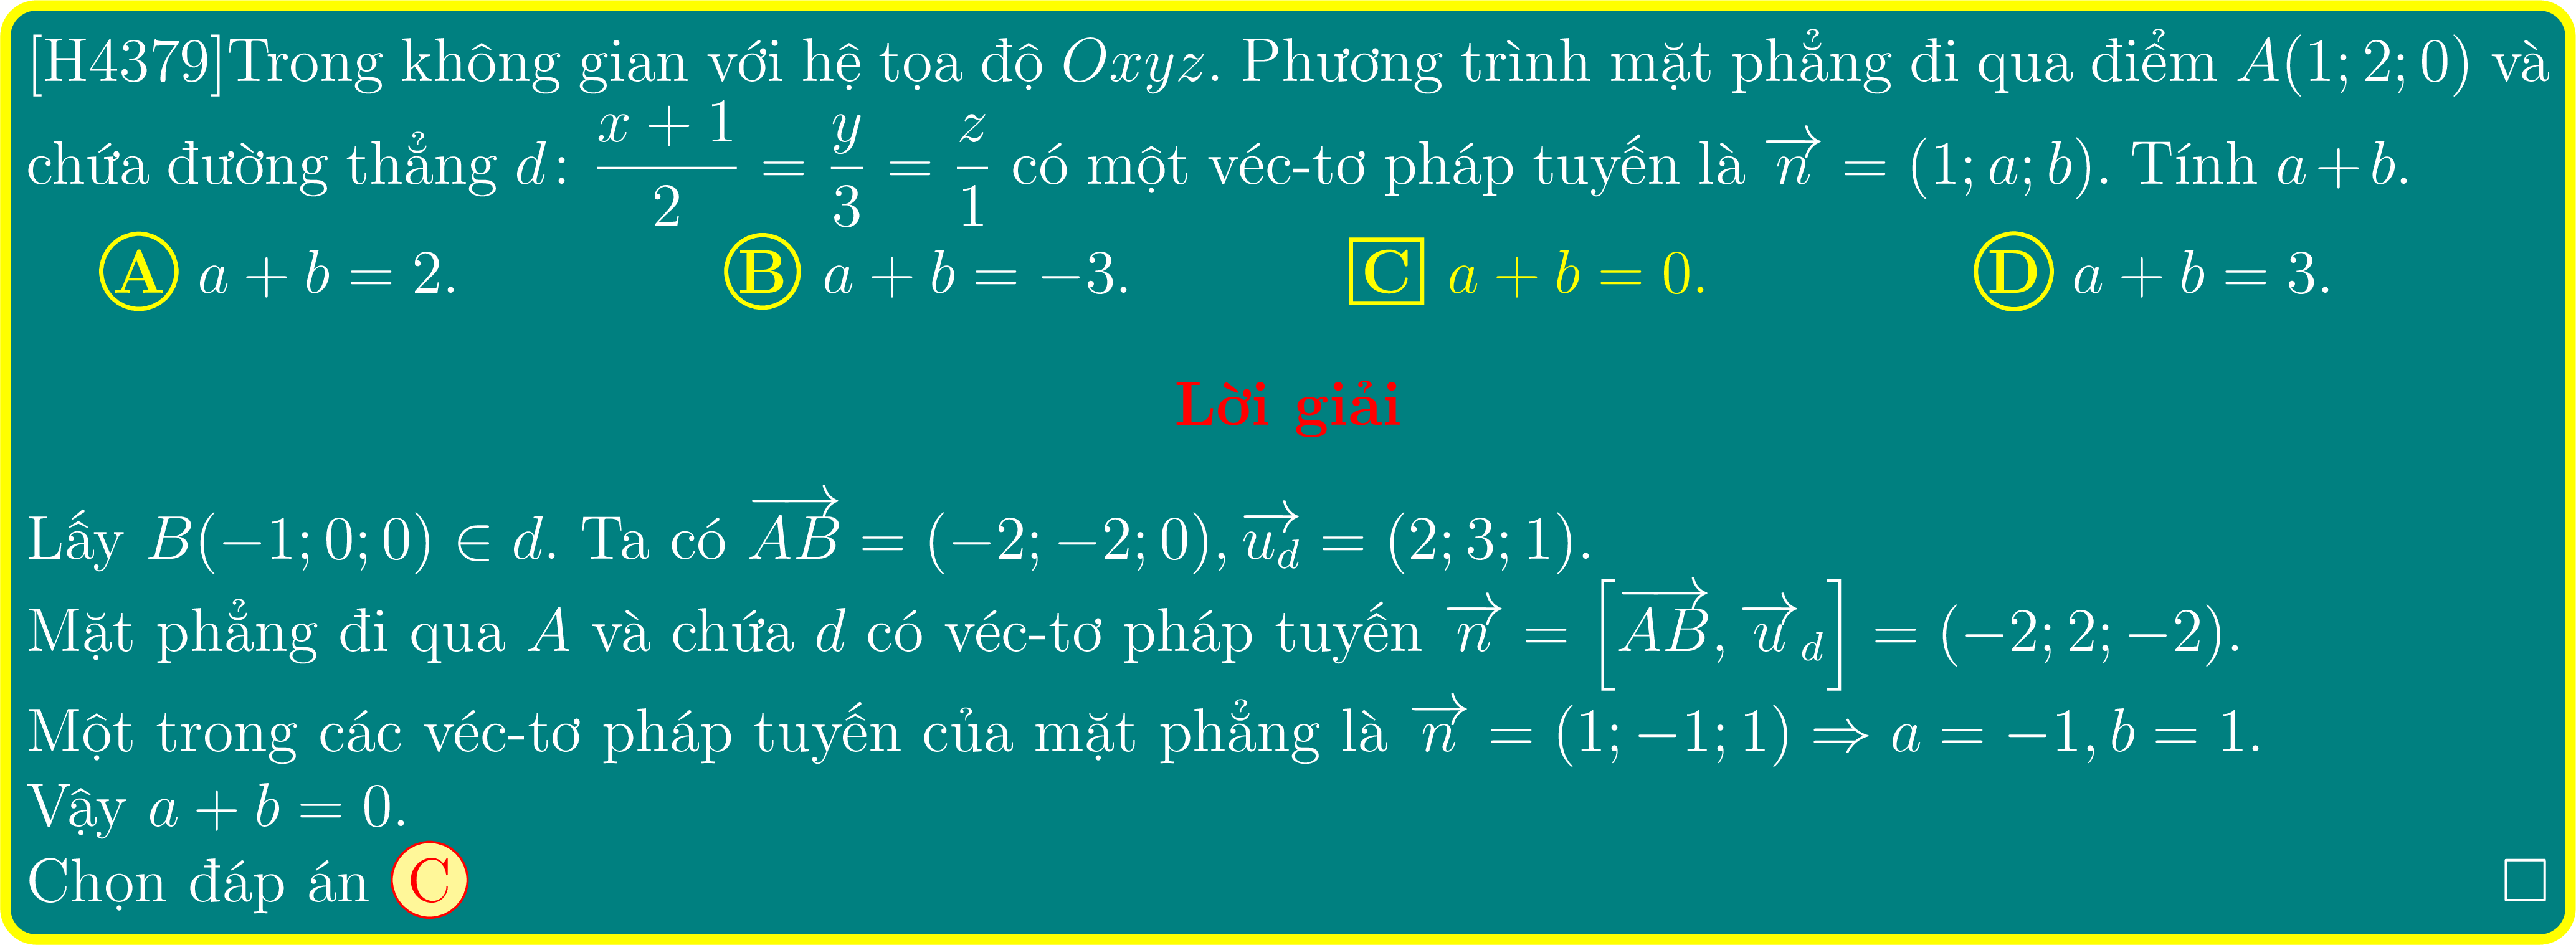 [H4379]Trong không gian với hệ tọa độ Oxyz. Phương trình mặt phẳng đi qua điểm A(1; 2; 0) và
chứa đường thẳng d: \frac{x + 1}{2} = \frac{y}{3} = \frac{z}{1} có một véc-tơ pháp tuyến là \overrightarrow{n} = (1; a; b). Tính a + b.
A a + b = 2. B a + b = −3. C a + b = 0. D a + b = 3.
Lời giải
Lấy B(−1; 0; 0) ∈ d. Ta có \overrightarrow{AB} = (−2; −2; 0), \overrightarrow{u_d} = (2; 3; 1).
Mặt phẳng đi qua A và chứa d có véc-tơ pháp tuyến \overrightarrow{n} = [\overrightarrow{AB}, \overrightarrow{u}_d] = (−2; 2; −2).
Một trong các véc-tơ pháp tuyến của mặt phẳng là \overrightarrow{n} = (1; −1; 1) ⇒ a = −1, b = 1.
Vậy a + b = 0.
Chọn đáp án C □